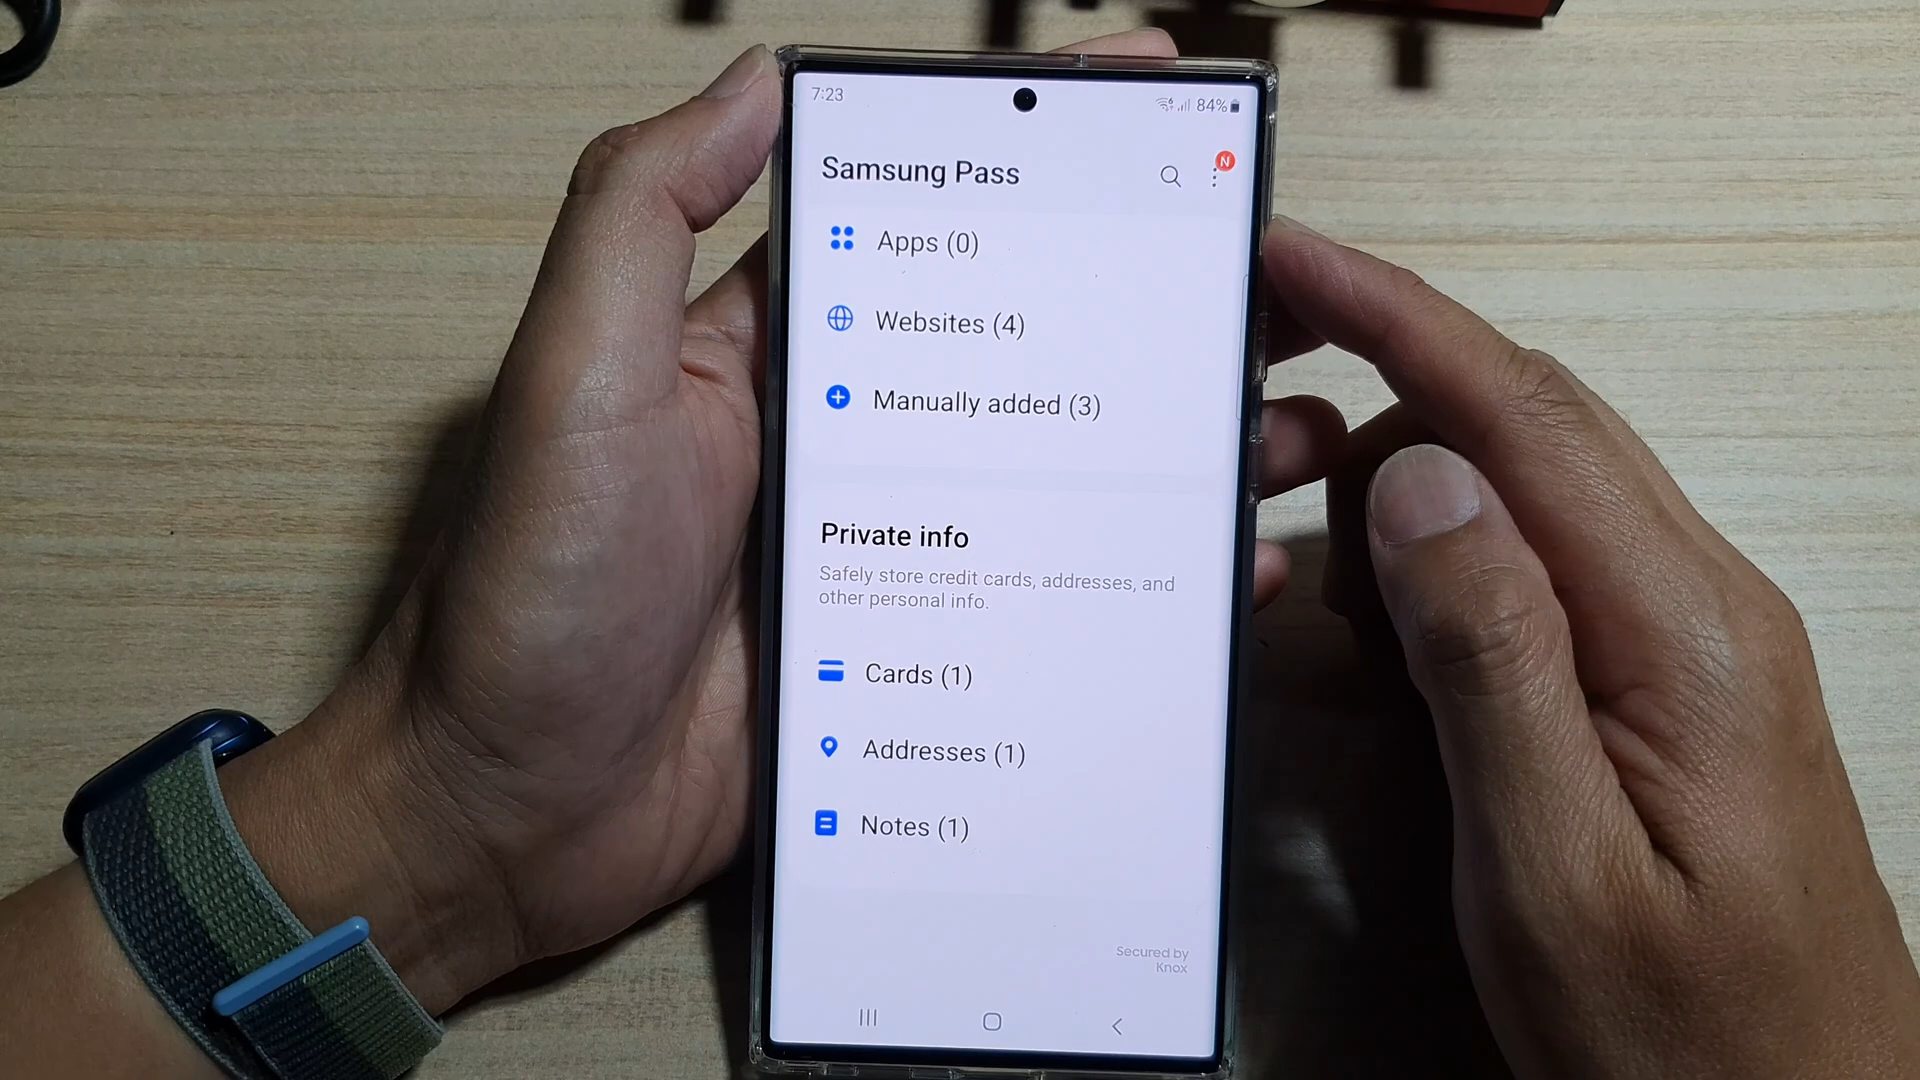 7:23
84%
Samsung Pass
N
Apps (0)
Websites (4)
Manually added (3)
Private info
Safely store credit cards, addresses, and
other personal info.
Cards (1)
Addresses (1)
Notes (1)
Secured by
Knox